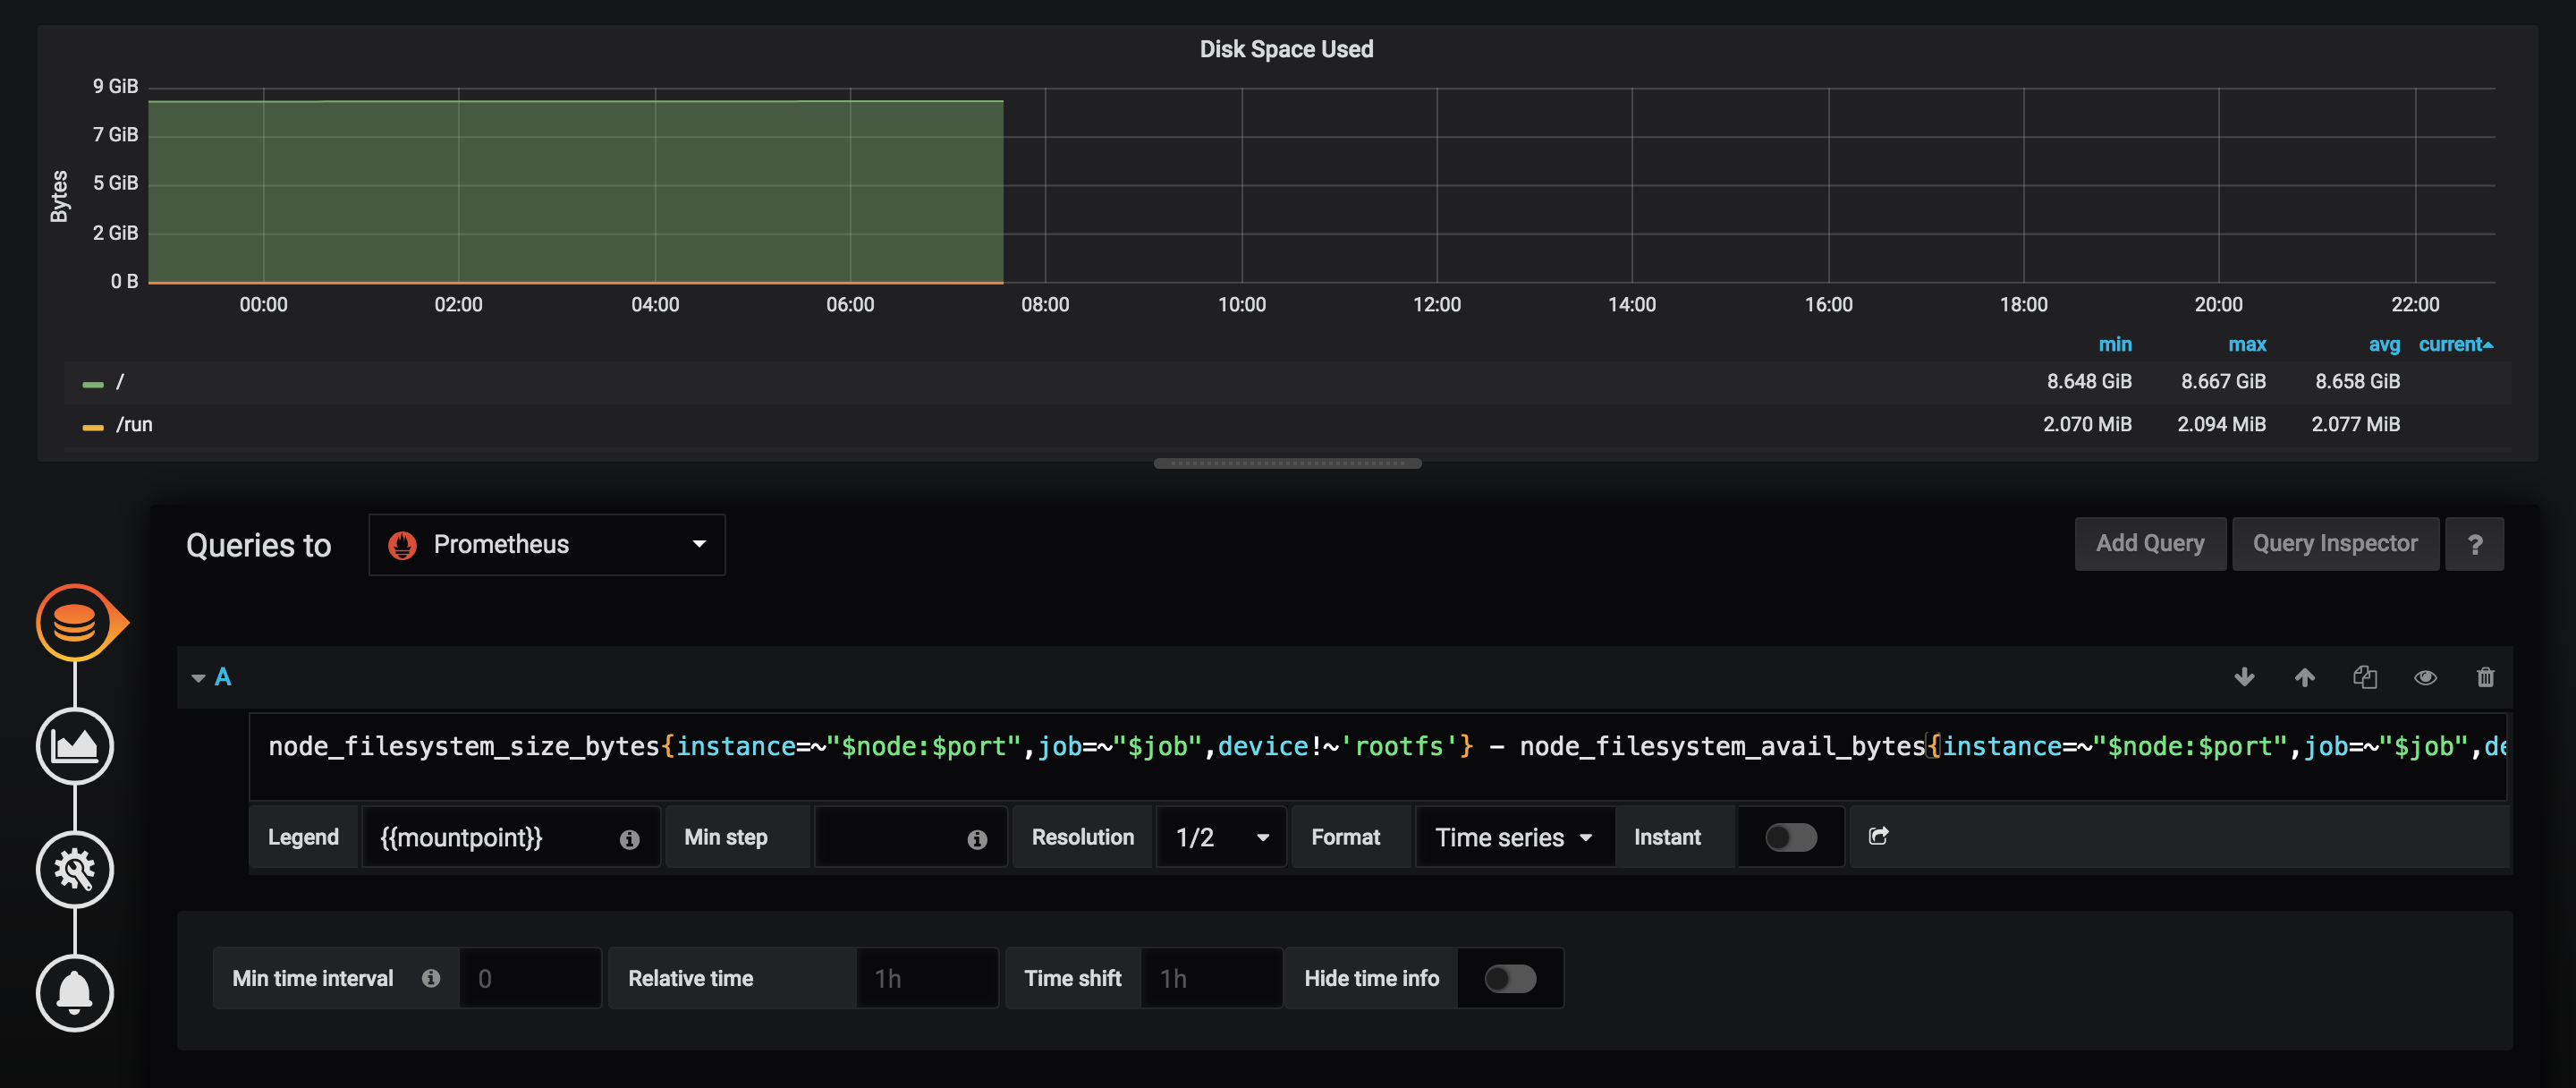 Disk Space Used
Bytes
9 GiB
7 GiB
5 GiB
2 GiB
0 B
00:00 02:00 04:00 06:00 08:00 10:00 12:00 14:00 16:00 18:00 20:00 22:00
min max avg current
/ 8.648 GiB 8.667 GiB 8.658 GiB
/run 2.070 MiB 2.094 MiB 2.077 MiB
Queries to Prometheus Add Query Query Inspector ?
A
node_filesystem_size_bytes{instance=~"$node:$port",job=~"$job",device!~'rootfs'} - node_filesystem_avail_bytes{instance=~"$node:$port",job=~"$job",de
Legend {{mountpoint}} Min step Resolution 1/2 Format Time series Instant
Min time interval 0 Relative time 1h Time shift 1h Hide time info